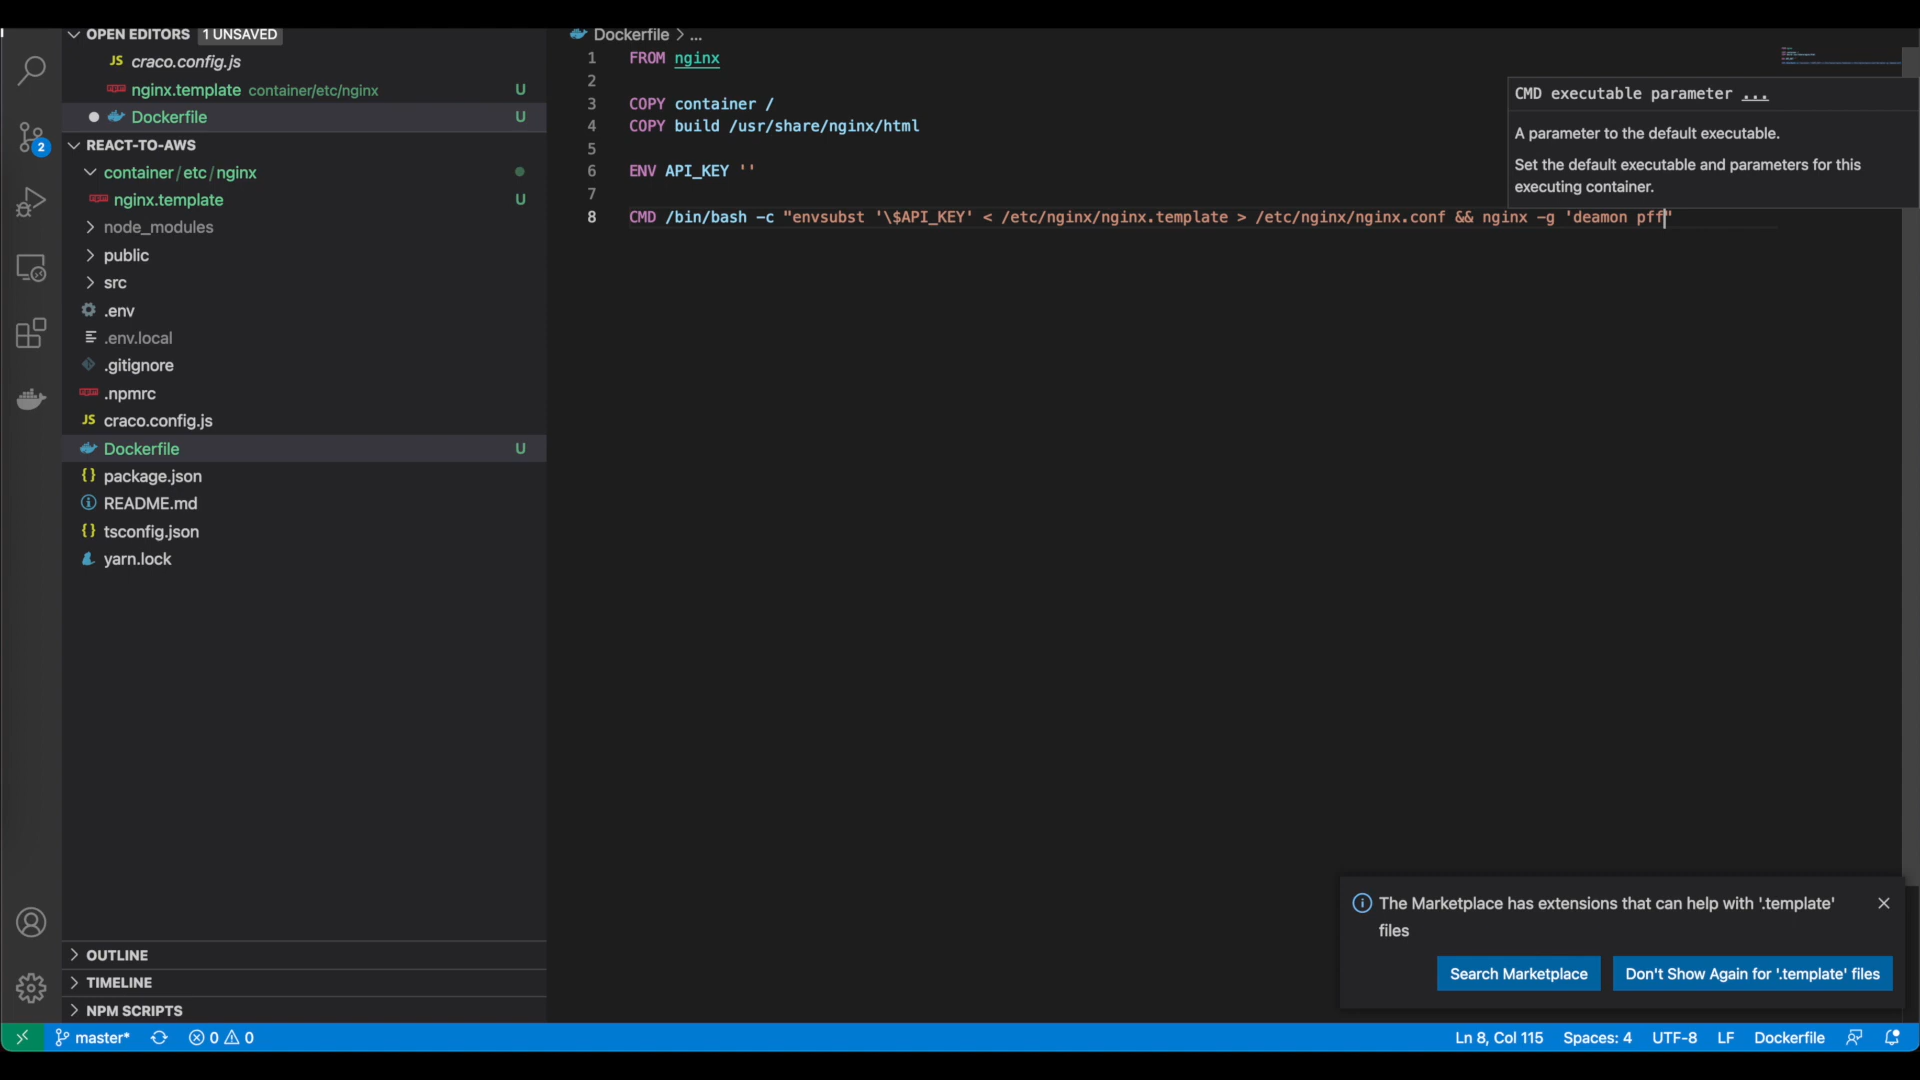 OPEN EDITORS 1 UNSAVED
JS craco.config.js
nginx.template container/etc/nginx U
Dockerfile U
REACT-TO-AWS
container / etc / nginx
nginx.template U
node_modules
public
src
.env
.env.local
.gitignore
.npmrc
JS craco.config.js
Dockerfile U
{} package.json
README.md
{} tsconfig.json
yarn.lock
OUTLINE
TIMELINE
NPM SCRIPTS
2
Dockerfile > ...
1 FROM nginx
2
3 COPY container /
4 COPY build /usr/share/nginx/html
5
6 ENV API_KEY ''
7
8 CMD /bin/bash -c "envsubst '\$API_KEY' < /etc/nginx/nginx.template > /etc/nginx/nginx.conf && nginx -g 'deamon pff"
CMD executable parameter ...
A parameter to the default executable.
Set the default executable and parameters for this
executing container.
The Marketplace has extensions that can help with '.template'
files
Search Marketplace Don't Show Again for '.template' files
master* 0 0 Ln 8, Col 115 Spaces: 4 UTF-8 LF Dockerfile